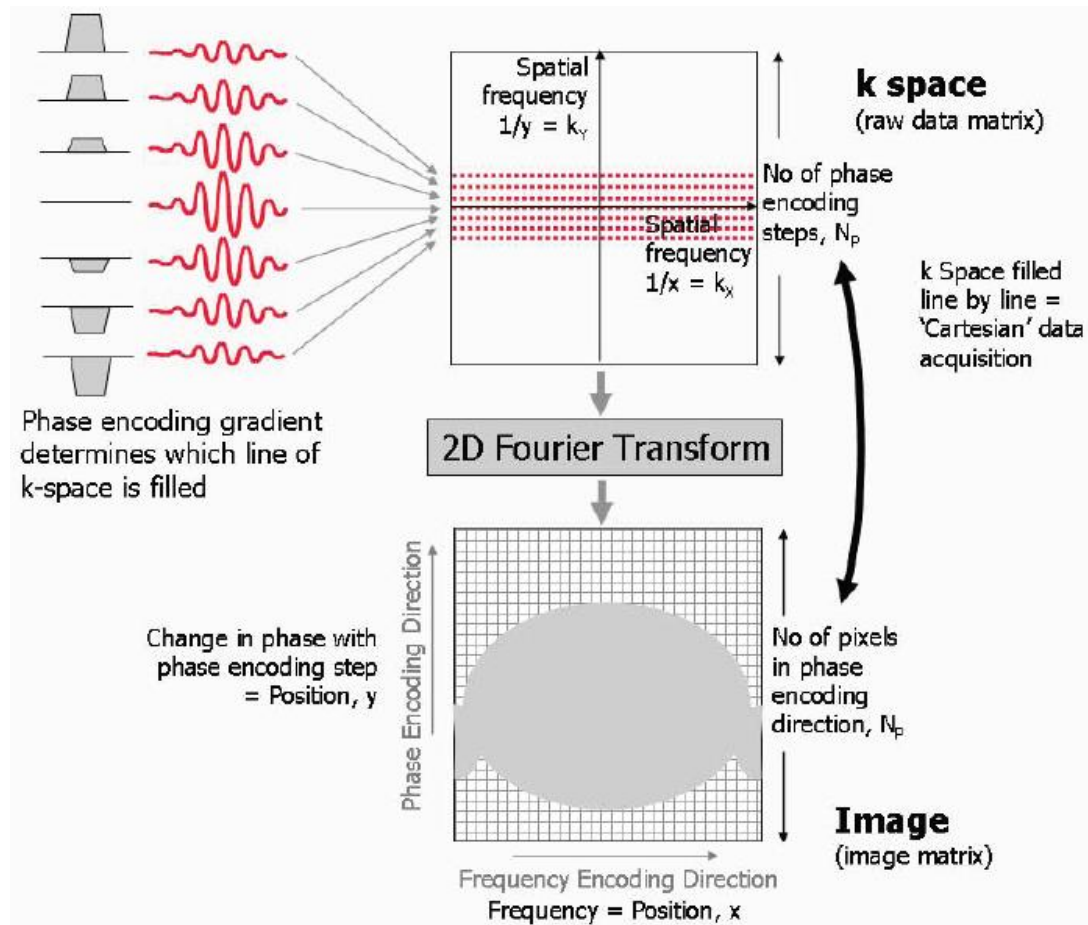 Spatial
frequency
1/y = kY
k space
(raw data matrix)
No of phase
encoding
steps, NP
Spatial
frequency
1/x = kX
k Space filled
line by line =
‘Cartesian’ data
acquisition
Phase encoding gradient
determines which line of
k-space is filled
2D Fourier Transform
Phase Encoding Direction
Change in phase with
phase encoding step
= Position, y
No of pixels
in phase
encoding
direction, NP
Image
(image matrix)
Frequency Encoding Direction
Frequency = Position, x